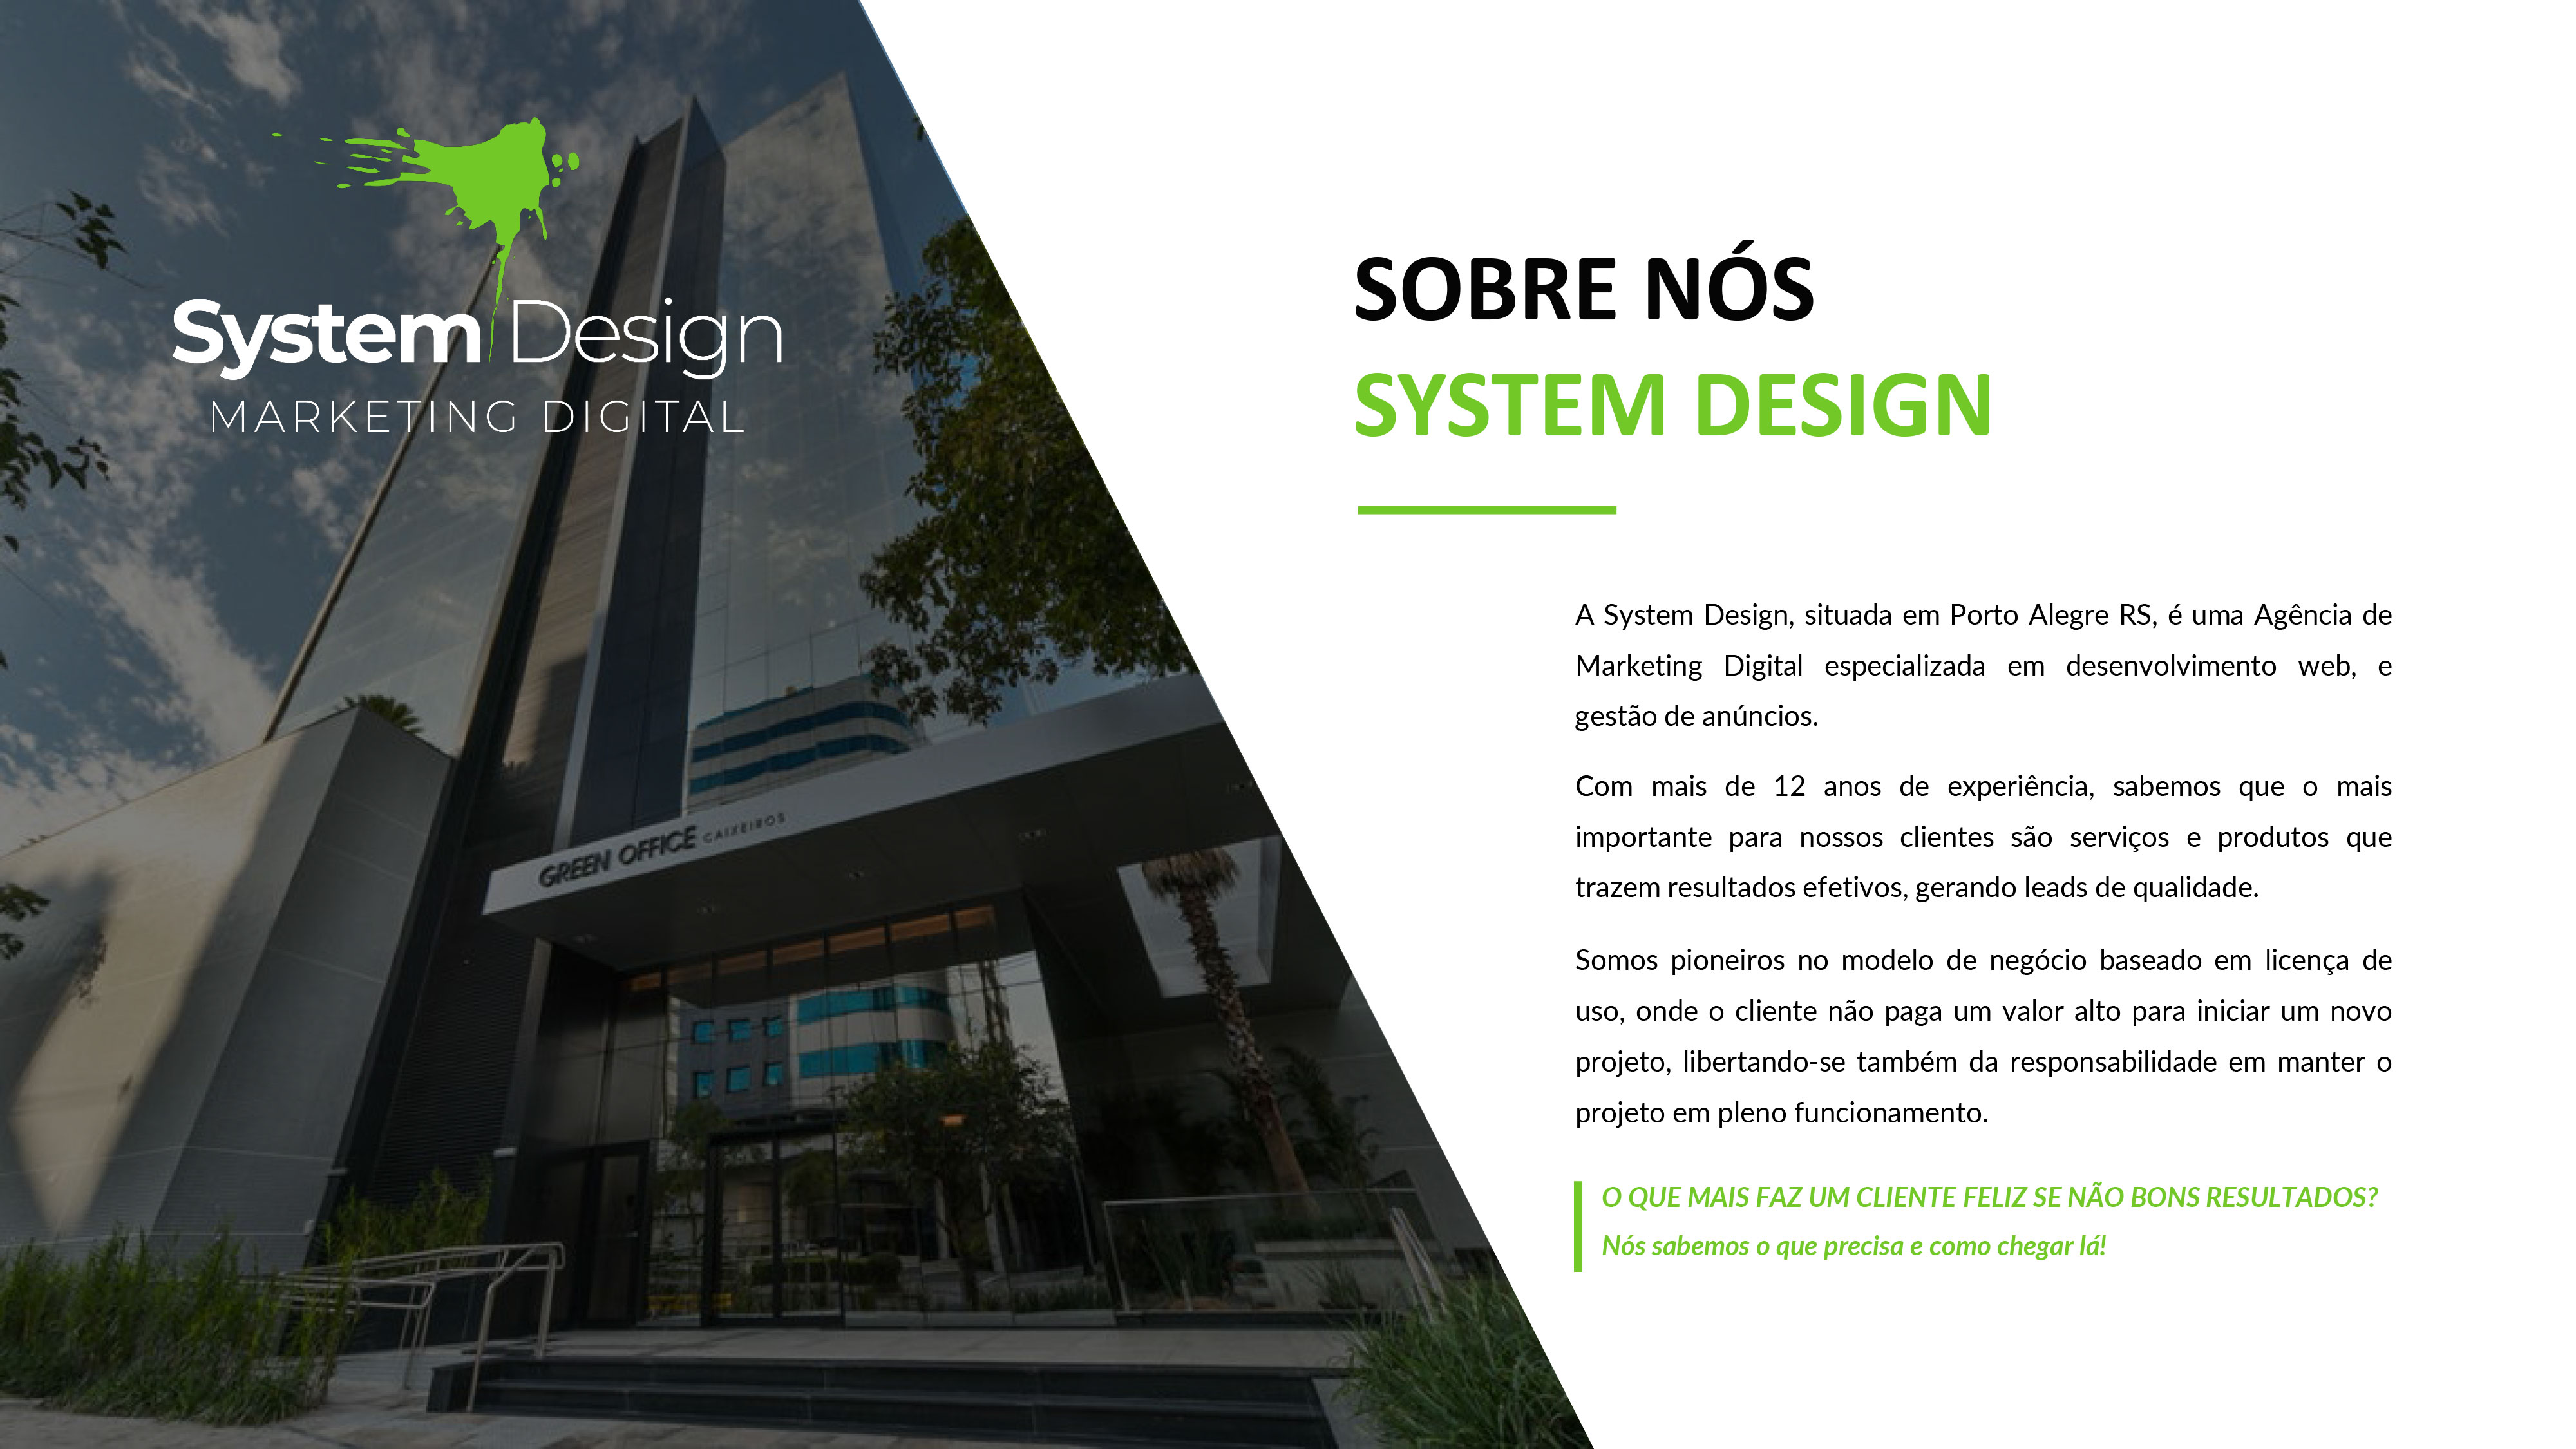 System Design
MARKETING DIGITAL
GREEN OFFICE CAIXEIROS
SOBRE NÓS
SYSTEM DESIGN
A System Design, situada em Porto Alegre RS, é uma Agência de
Marketing Digital especializada em desenvolvimento web, e
gestão de anúncios.
Com mais de 12 anos de experiência, sabemos que o mais
importante para nossos clientes são serviços e produtos que
trazem resultados efetivos, gerando leads de qualidade.
Somos pioneiros no modelo de negócio baseado em licença de
uso, onde o cliente não paga um valor alto para iniciar um novo
projeto, libertando-se também da responsabilidade em manter o
projeto em pleno funcionamento.
O QUE MAIS FAZ UM CLIENTE FELIZ SE NÃO BONS RESULTADOS?
Nós sabemos o que precisa e como chegar lá!